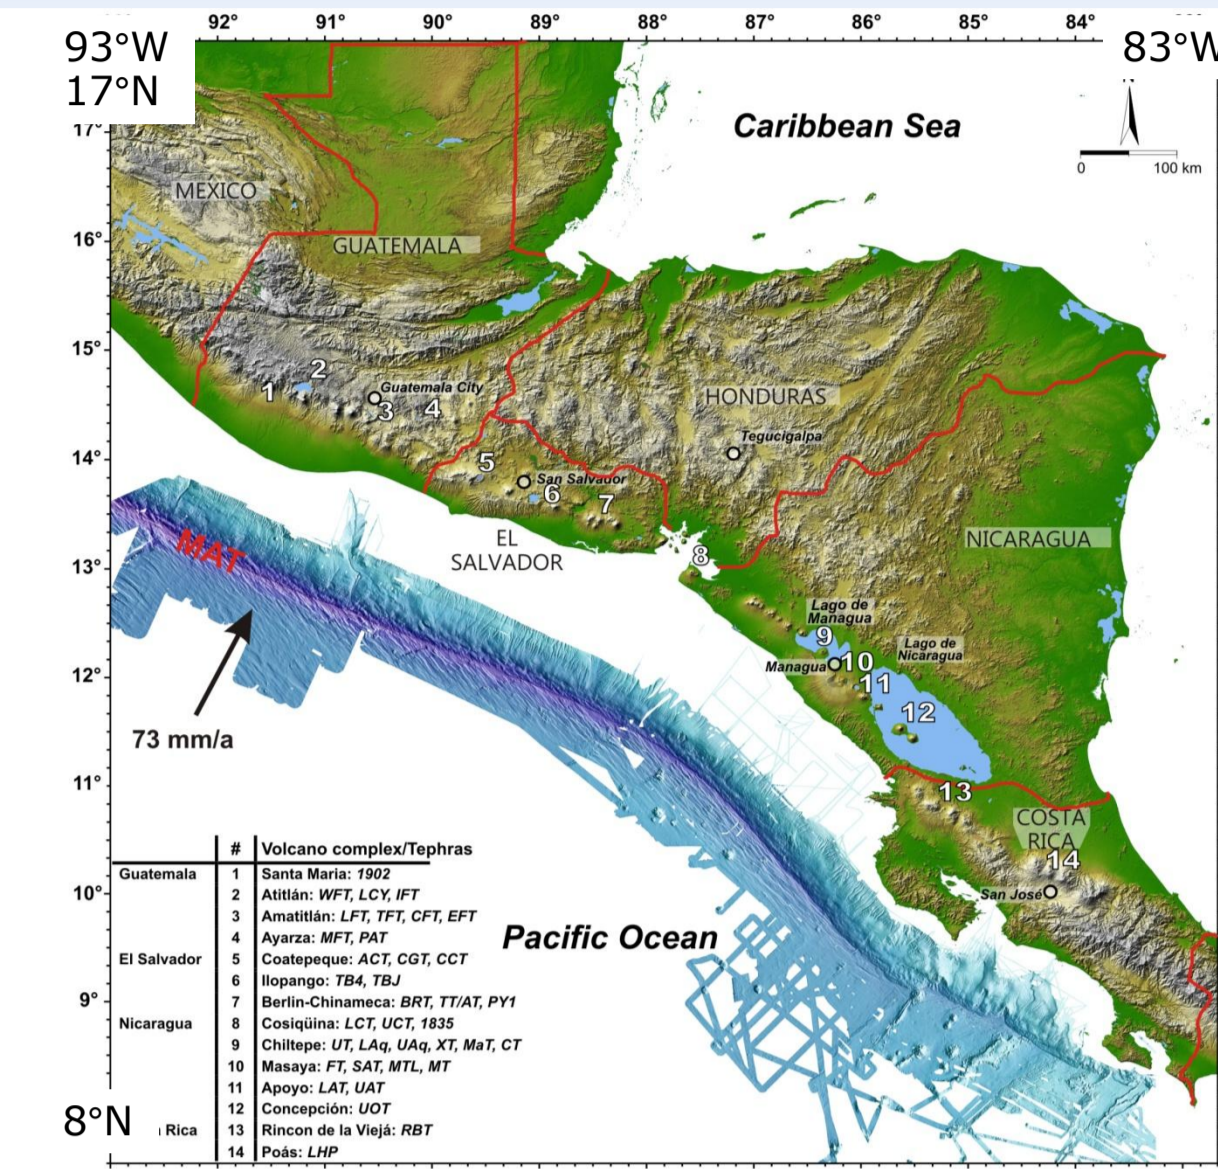 92° 91° 90° 89° 88° 87° 86° 85° 84°
93°W
17°N
83°W
N
0 100 km
17°
16°
15°
14°
13°
12°
11°
10°
9°
Caribbean Sea
MEXICO
GUATEMALA
1
2
Guatemala City
3
4
HONDURAS
Tegucigalpa
5
San Salvador
6
7
EL
SALVADOR
8
NICARAGUA
MAT
73 mm/a
Lago de
Managua
9
Lago de
Nicaragua
Managua
10
11
12
13
COSTA
RICA
14
San José
Pacific Ocean
# Volcano complex/Tephras
Guatemala 1 Santa Maria: 1902
2 Atitlán: WFT, LCY, IFT
3 Amatitlán: LFT, TFT, CFT, EFT
4 Ayarza: MFT, PAT
El Salvador 5 Coatepeque: ACT, CGT, CCT
6 Ilopango: TB4, TBJ
7 Berlin-Chinameca: BRT, TT/AT, PY1
Nicaragua 8 Cosiqüina: LCT, UCT, 1835
9 Chiltepe: UT, LAq, UAq, XT, MaT, CT
10 Masaya: FT, SAT, MTL, MT
11 Apoyo: LAT, UAT
12 Concepción: UOT
Rica 13 Rincon de la Viejá: RBT
14 Poás: LHP
8°N